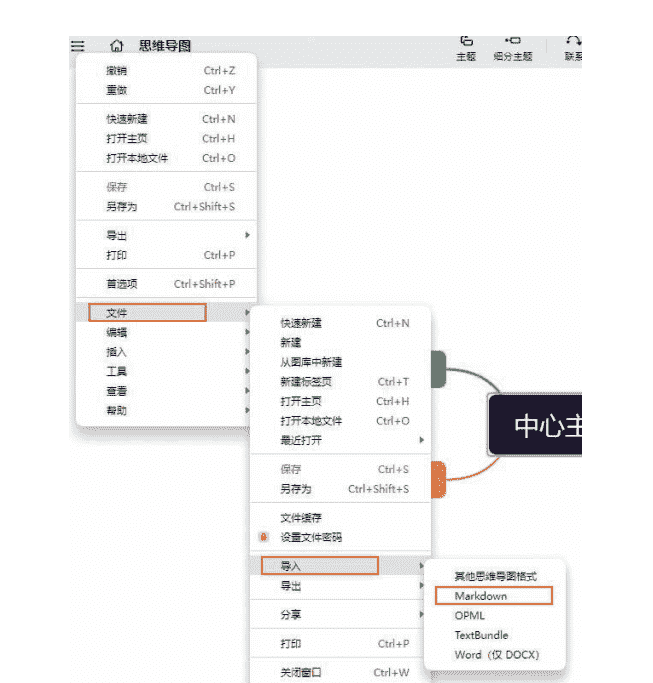 思维导图
主题 细分主题 联系
撤销 Ctrl+Z
重做 Ctrl+Y
快速新建 Ctrl+N
打开主页 Ctrl+H
打开本地文件 Ctrl+O
保存 Ctrl+S
另存为 Ctrl+Shift+S
导出
打印 Ctrl+P
首选项 Ctrl+Shift+P
文件
编辑
插入
工具
查看
帮助
快速新建 Ctrl+N
新建
从图库中新建
新建标签页 Ctrl+T
打开主页 Ctrl+H
打开本地文件 Ctrl+O
最近打开
保存 Ctrl+S
另存为 Ctrl+Shift+S
文件缓存
设置文件密码
导入
导出
分享
打印 Ctrl+P
关闭窗口 Ctrl+W
中心主
其他思维导图格式
Markdown
OPML
TextBundle
Word（仅 DOCX）